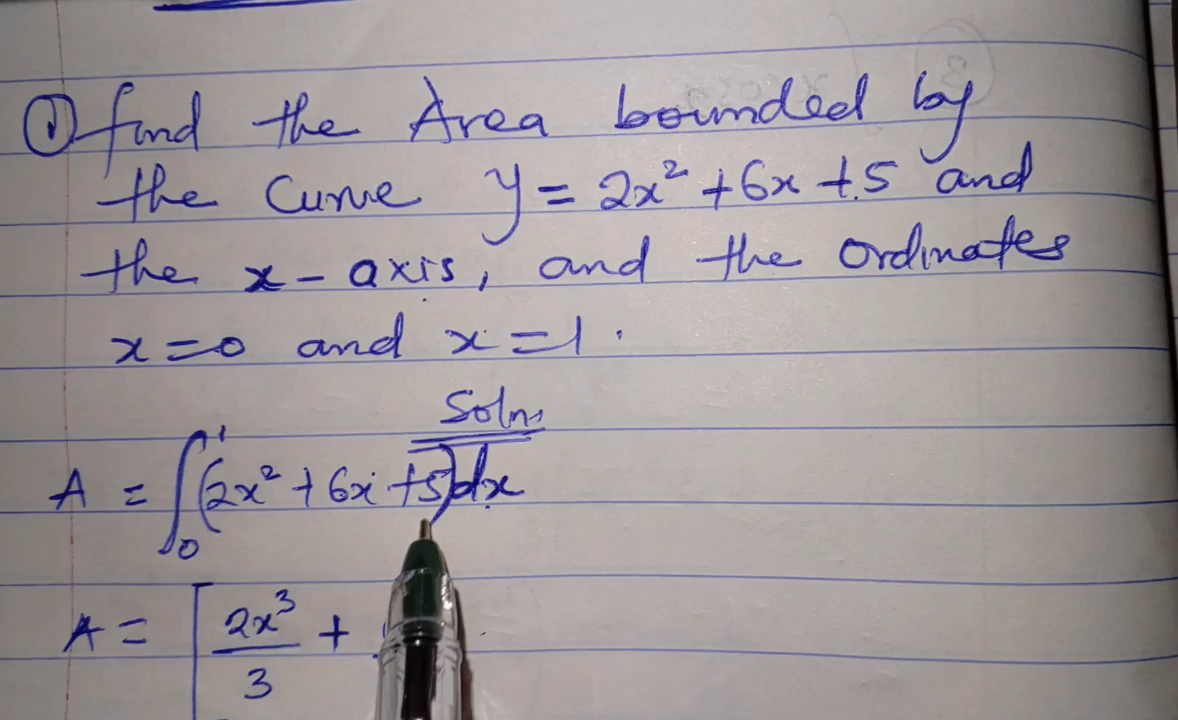 ① find the Area bounded by
the Curve y = 2x² + 6x + 5 and
the x - axis, and the Ordinates
x = 0 and x = 1.
Soln.
A = ∫₀¹ (2x² + 6x + 5)dx
A = [2x³/3 +